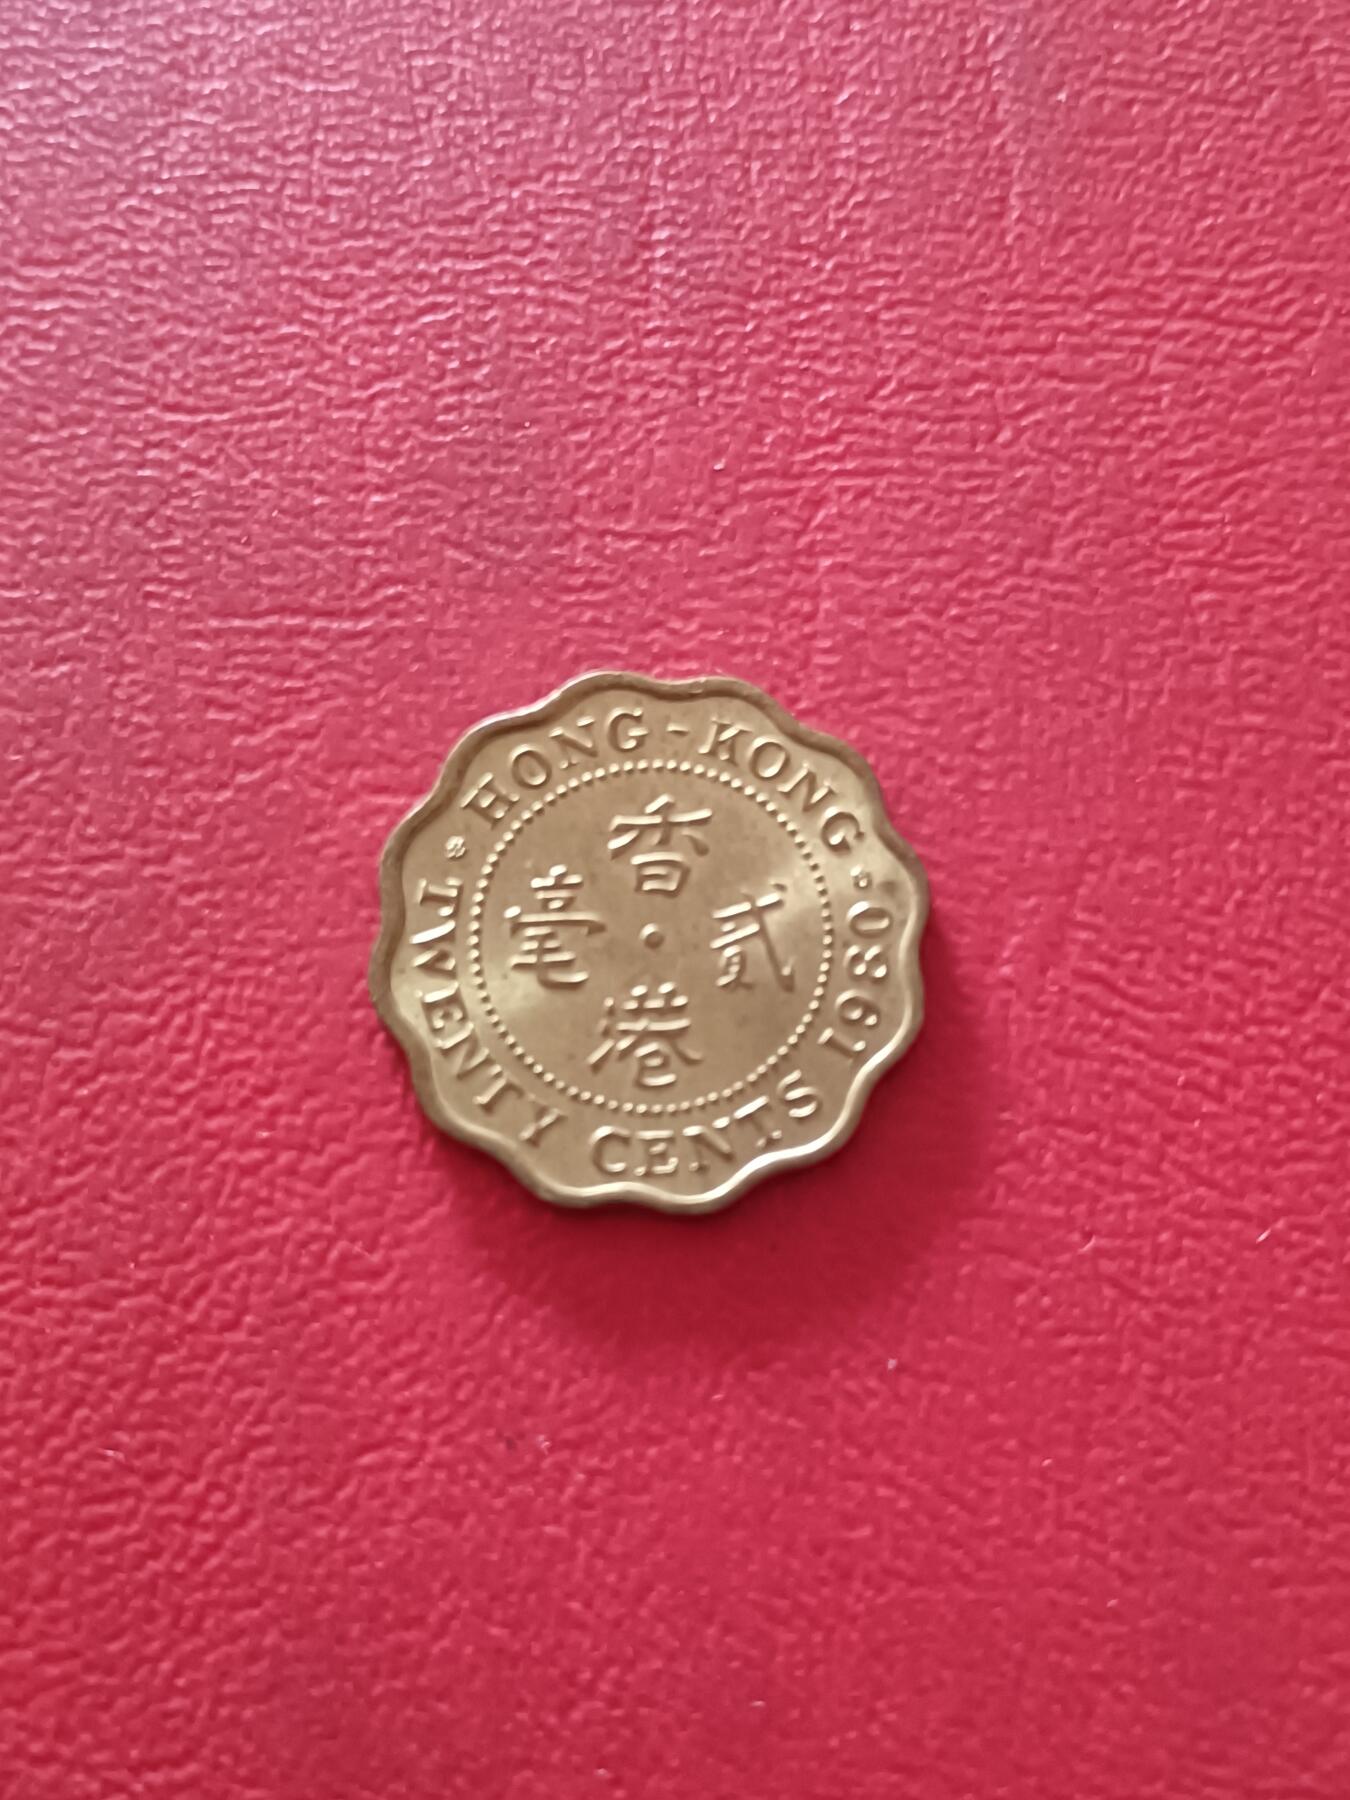 HONG-KONG
1980
TWENTY CENTS
香港
貳毫